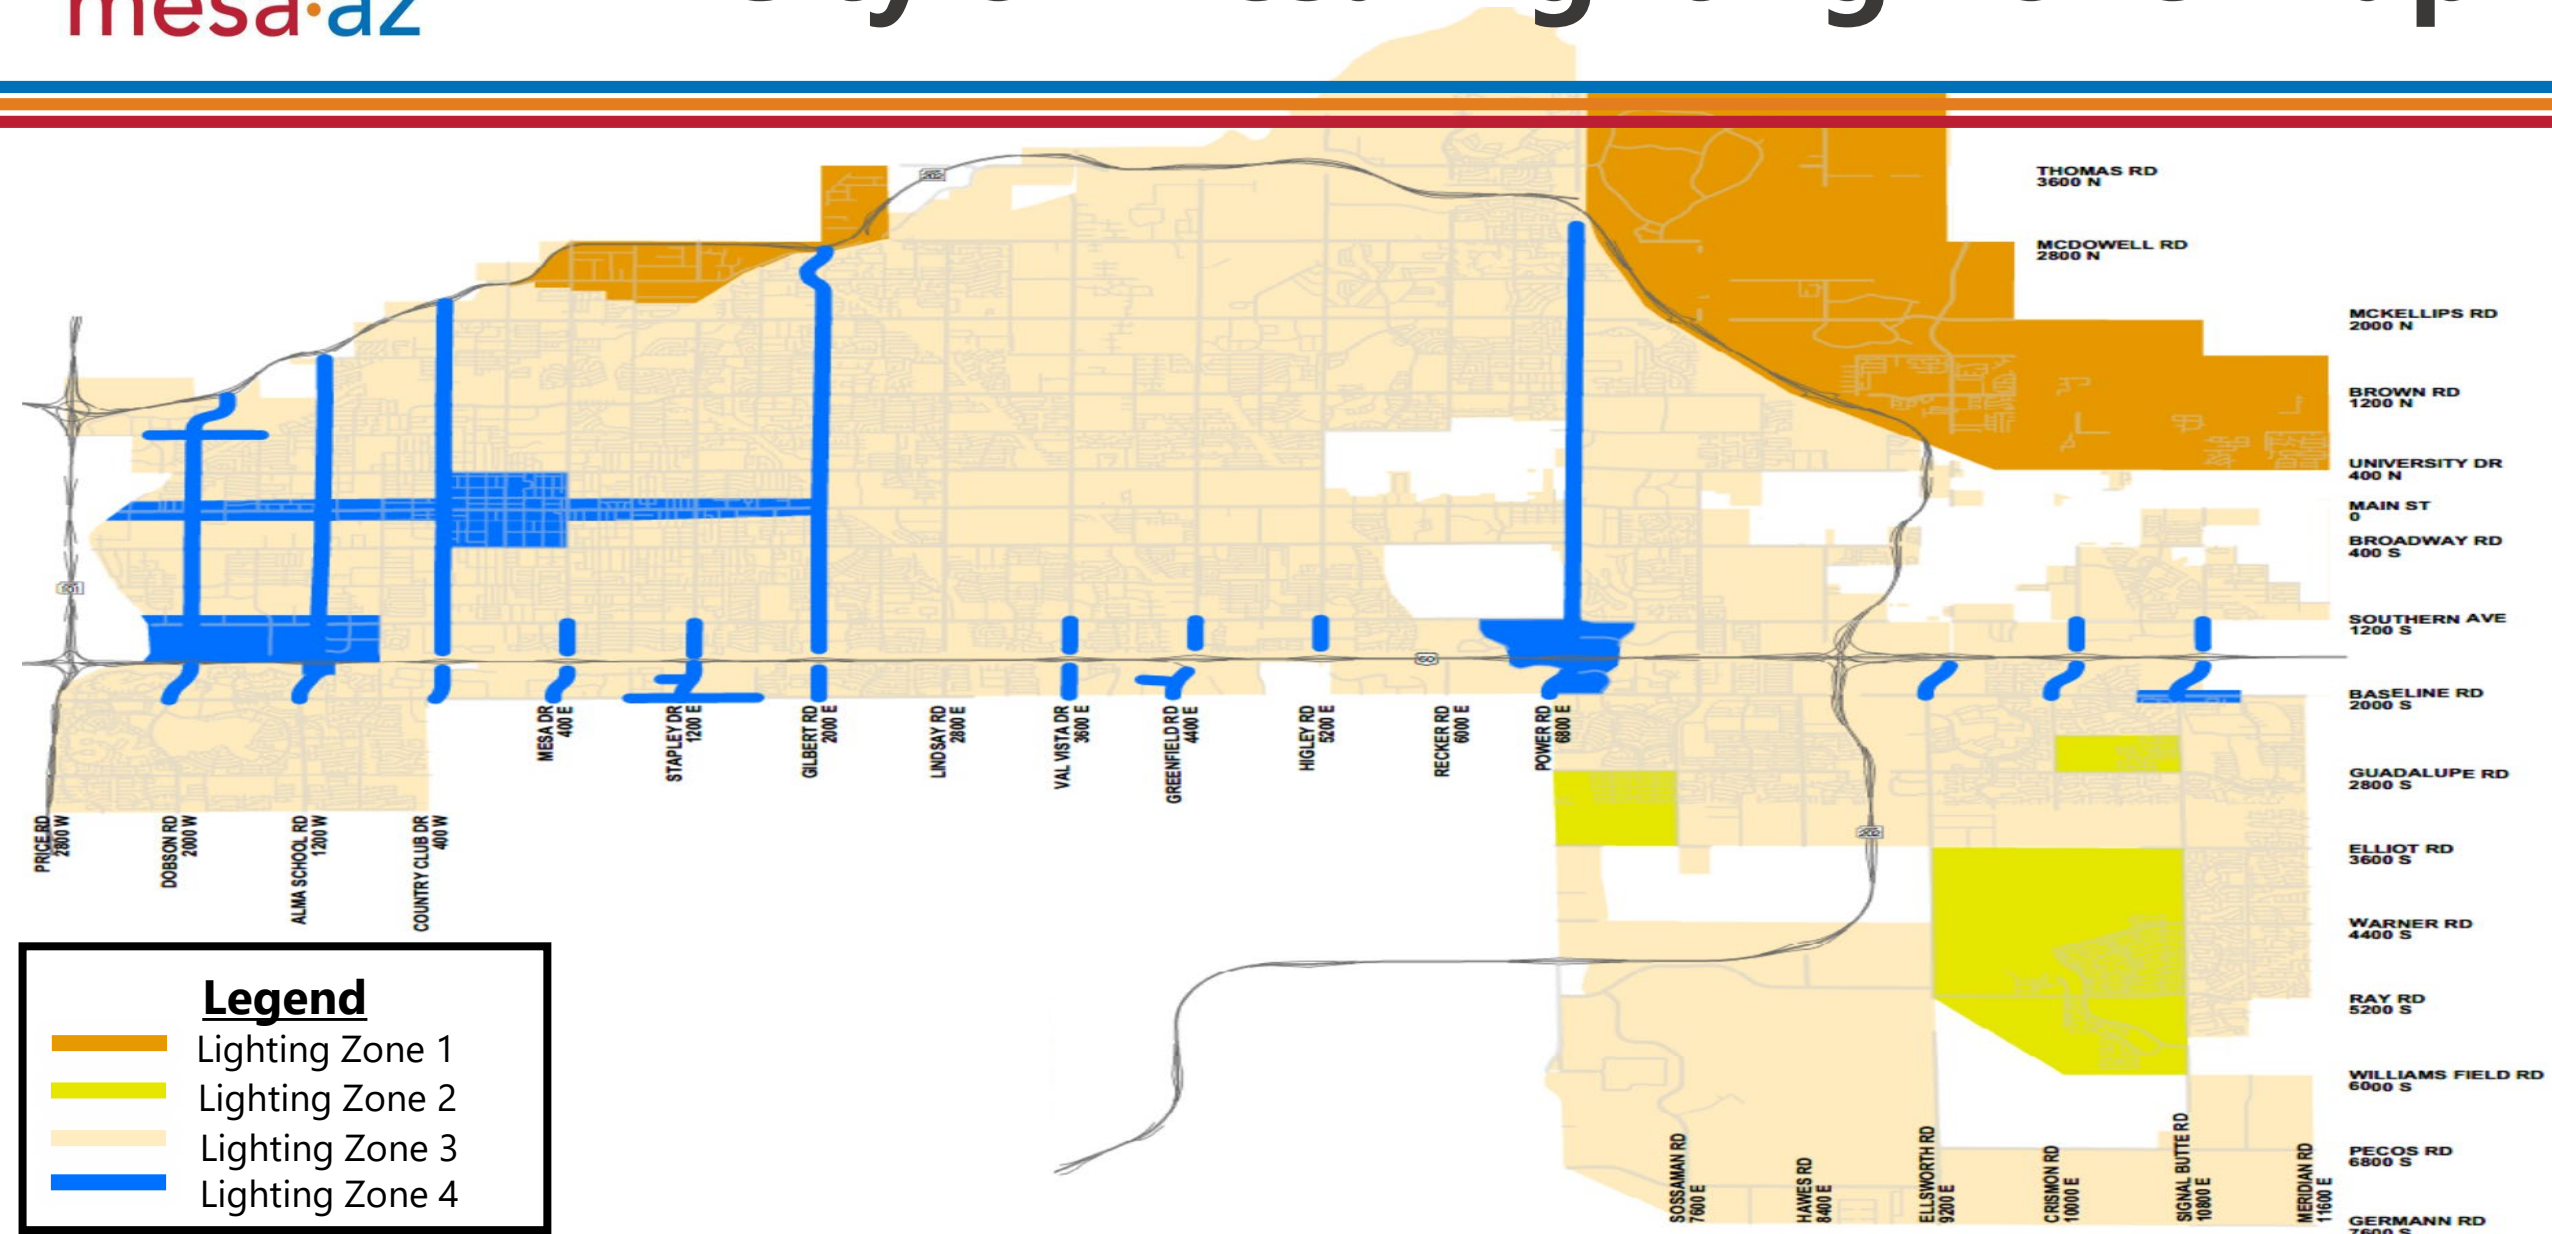 mesa·az
THOMAS RD
3600 N
MCDOWELL RD
2800 N
MCKELLIPS RD
2000 N
BROWN RD
1200 N
UNIVERSITY DR
400 N
MAIN ST
0
BROADWAY RD
400 S
SOUTHERN AVE
1200 S
BASELINE RD
2000 S
GUADALUPE RD
2800 S
ELLIOT RD
3600 S
WARNER RD
4400 S
RAY RD
5200 S
WILLIAMS FIELD RD
6000 S
PECOS RD
6800 S
GERMANN RD
7600 S
202
101
60
202
PRICE RD
2800 W
DOBSON RD
2000 W
ALMA SCHOOL RD
1200 W
COUNTRY CLUB DR
400 W
MESA DR
400 E
STAPLEY DR
1200 E
GILBERT RD
2000 E
LINDSAY RD
2800 E
VAL VISTA DR
3600 E
GREENFIELD RD
4400 E
HIGLEY RD
5200 E
RECKER RD
6000 E
POWER RD
6800 E
SOSSAMAN RD
7600 E
HAWES RD
8400 E
ELLSWORTH RD
9200 E
CRISMON RD
10000 E
SIGNAL BUTTE RD
10800 E
MERIDIAN RD
11600 E
Legend
Lighting Zone 1
Lighting Zone 2
Lighting Zone 3
Lighting Zone 4